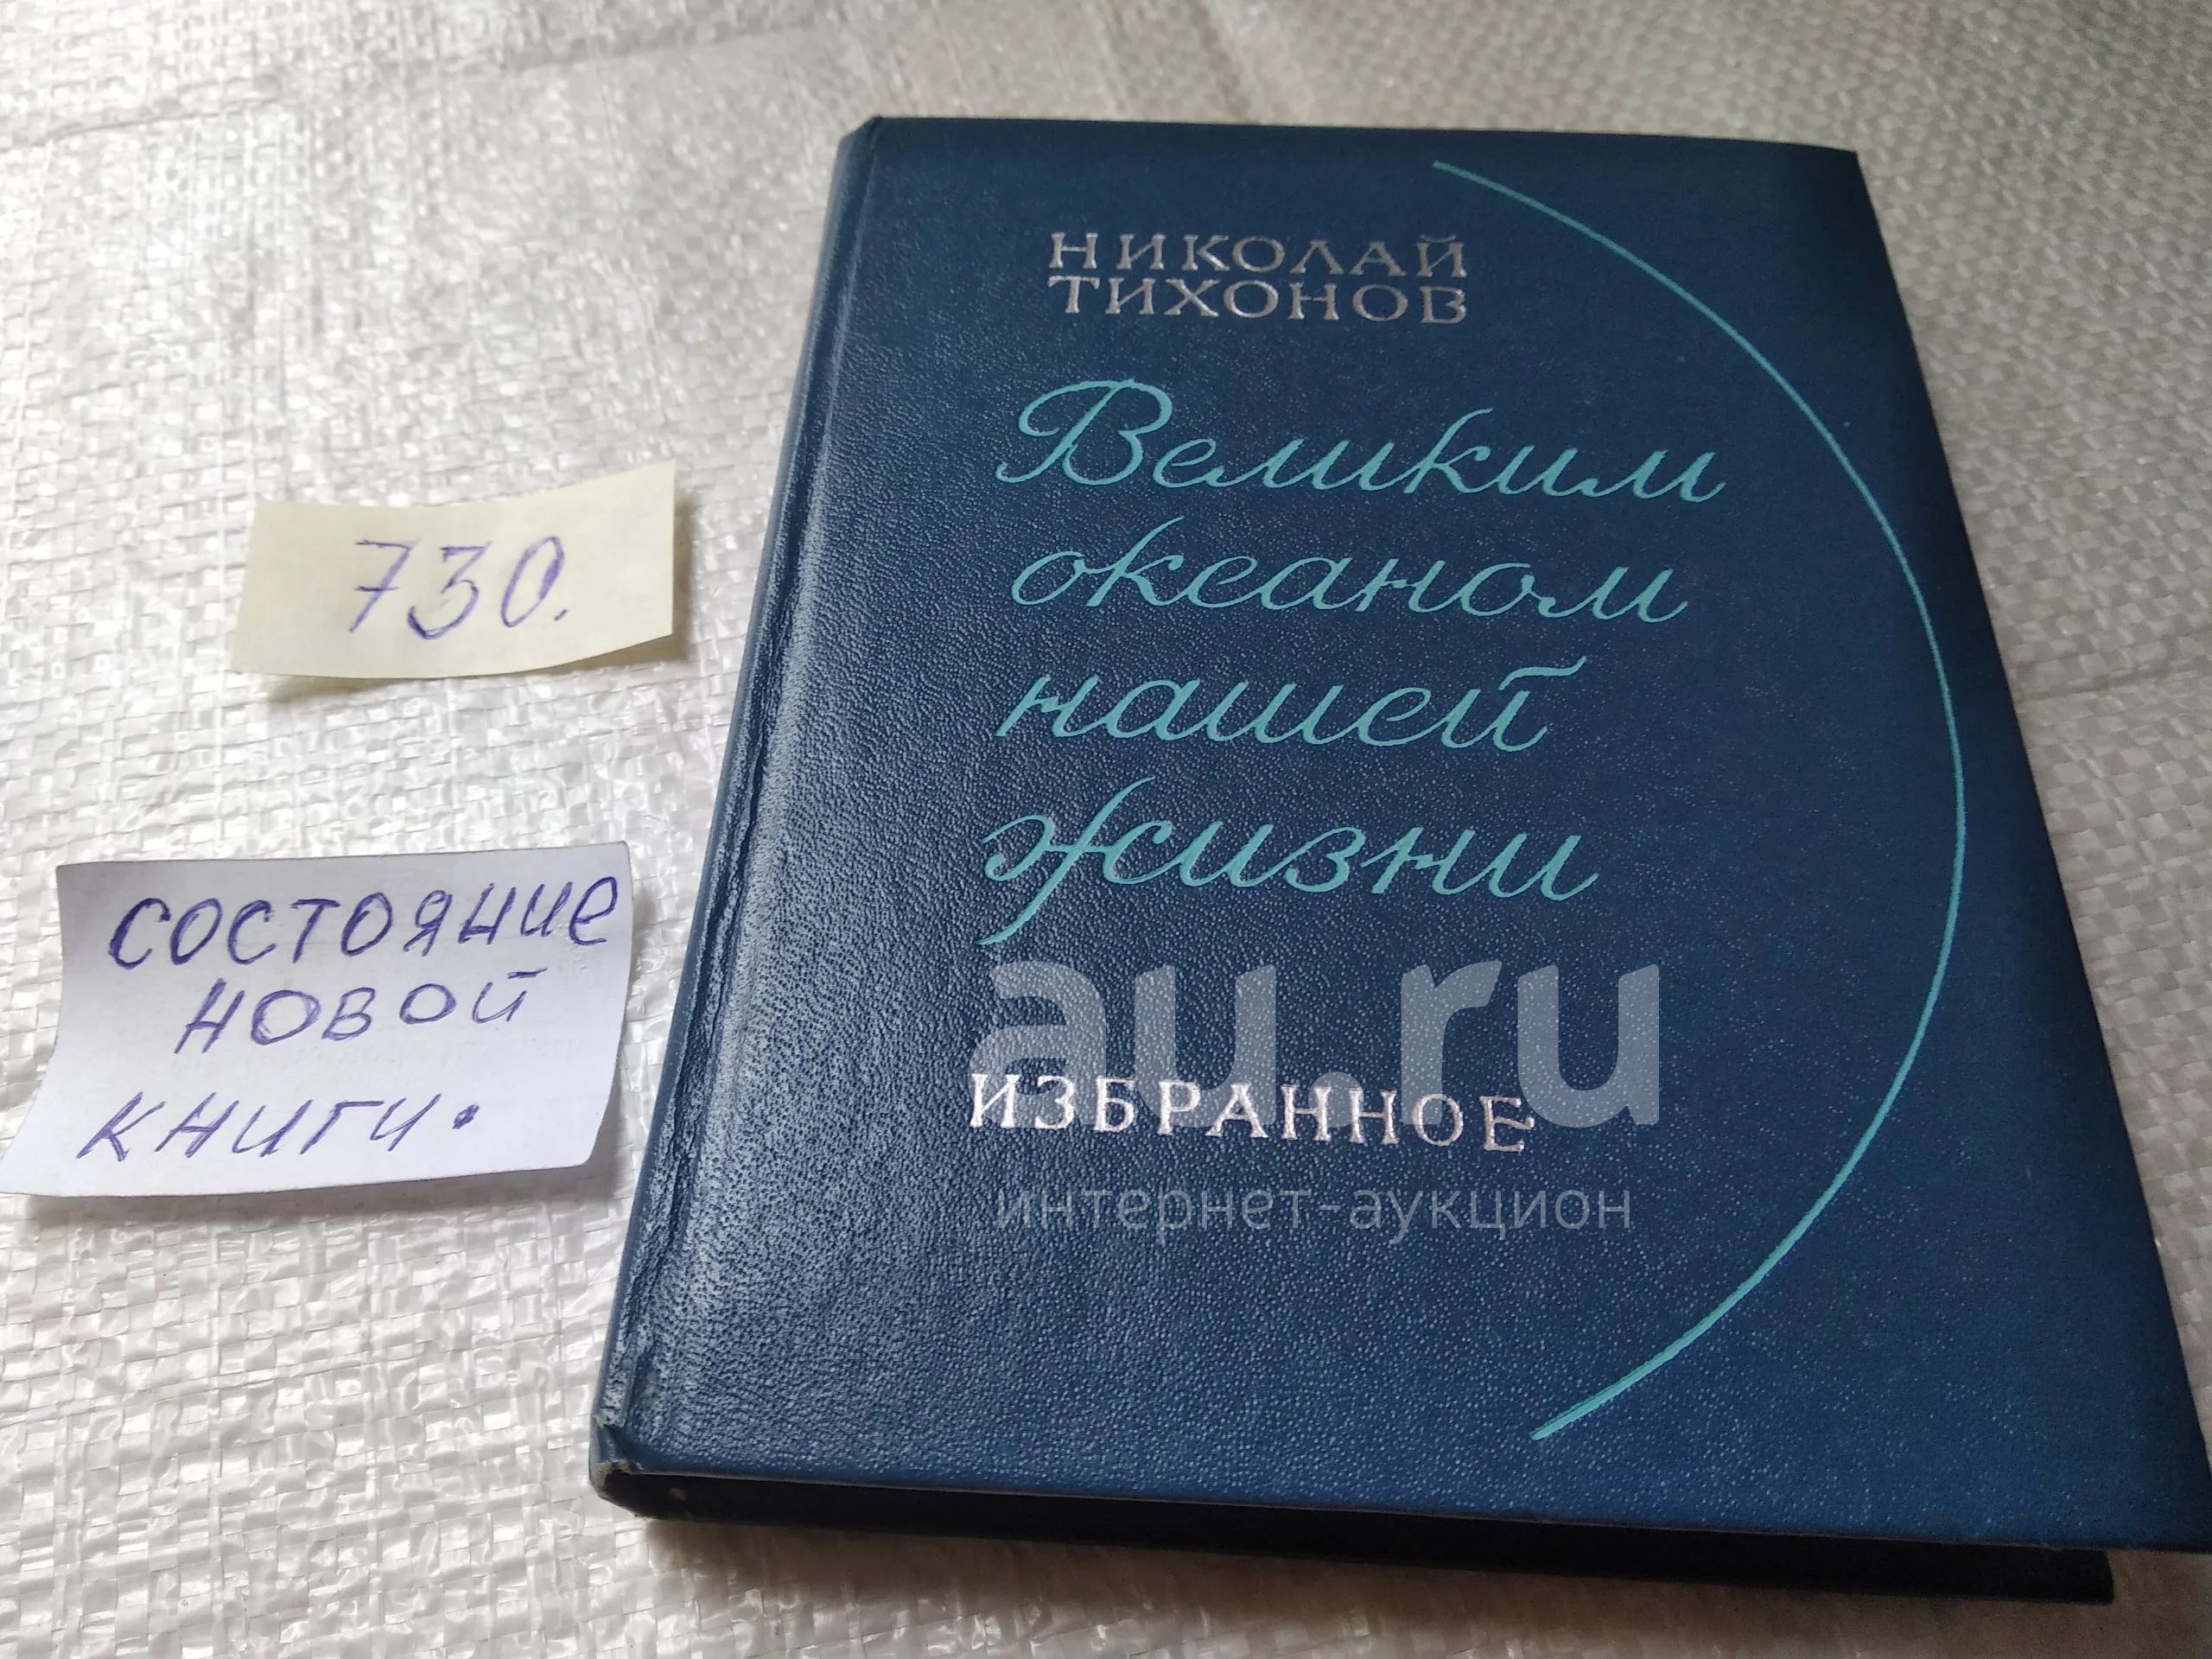 730.
состояние
новой
книги.
НИКОЛАЙ
ТИХОНОВ
Великим
океаном
нашей
жизни
ИЗБРАННОЕ
au.ru
интернет-аукцион